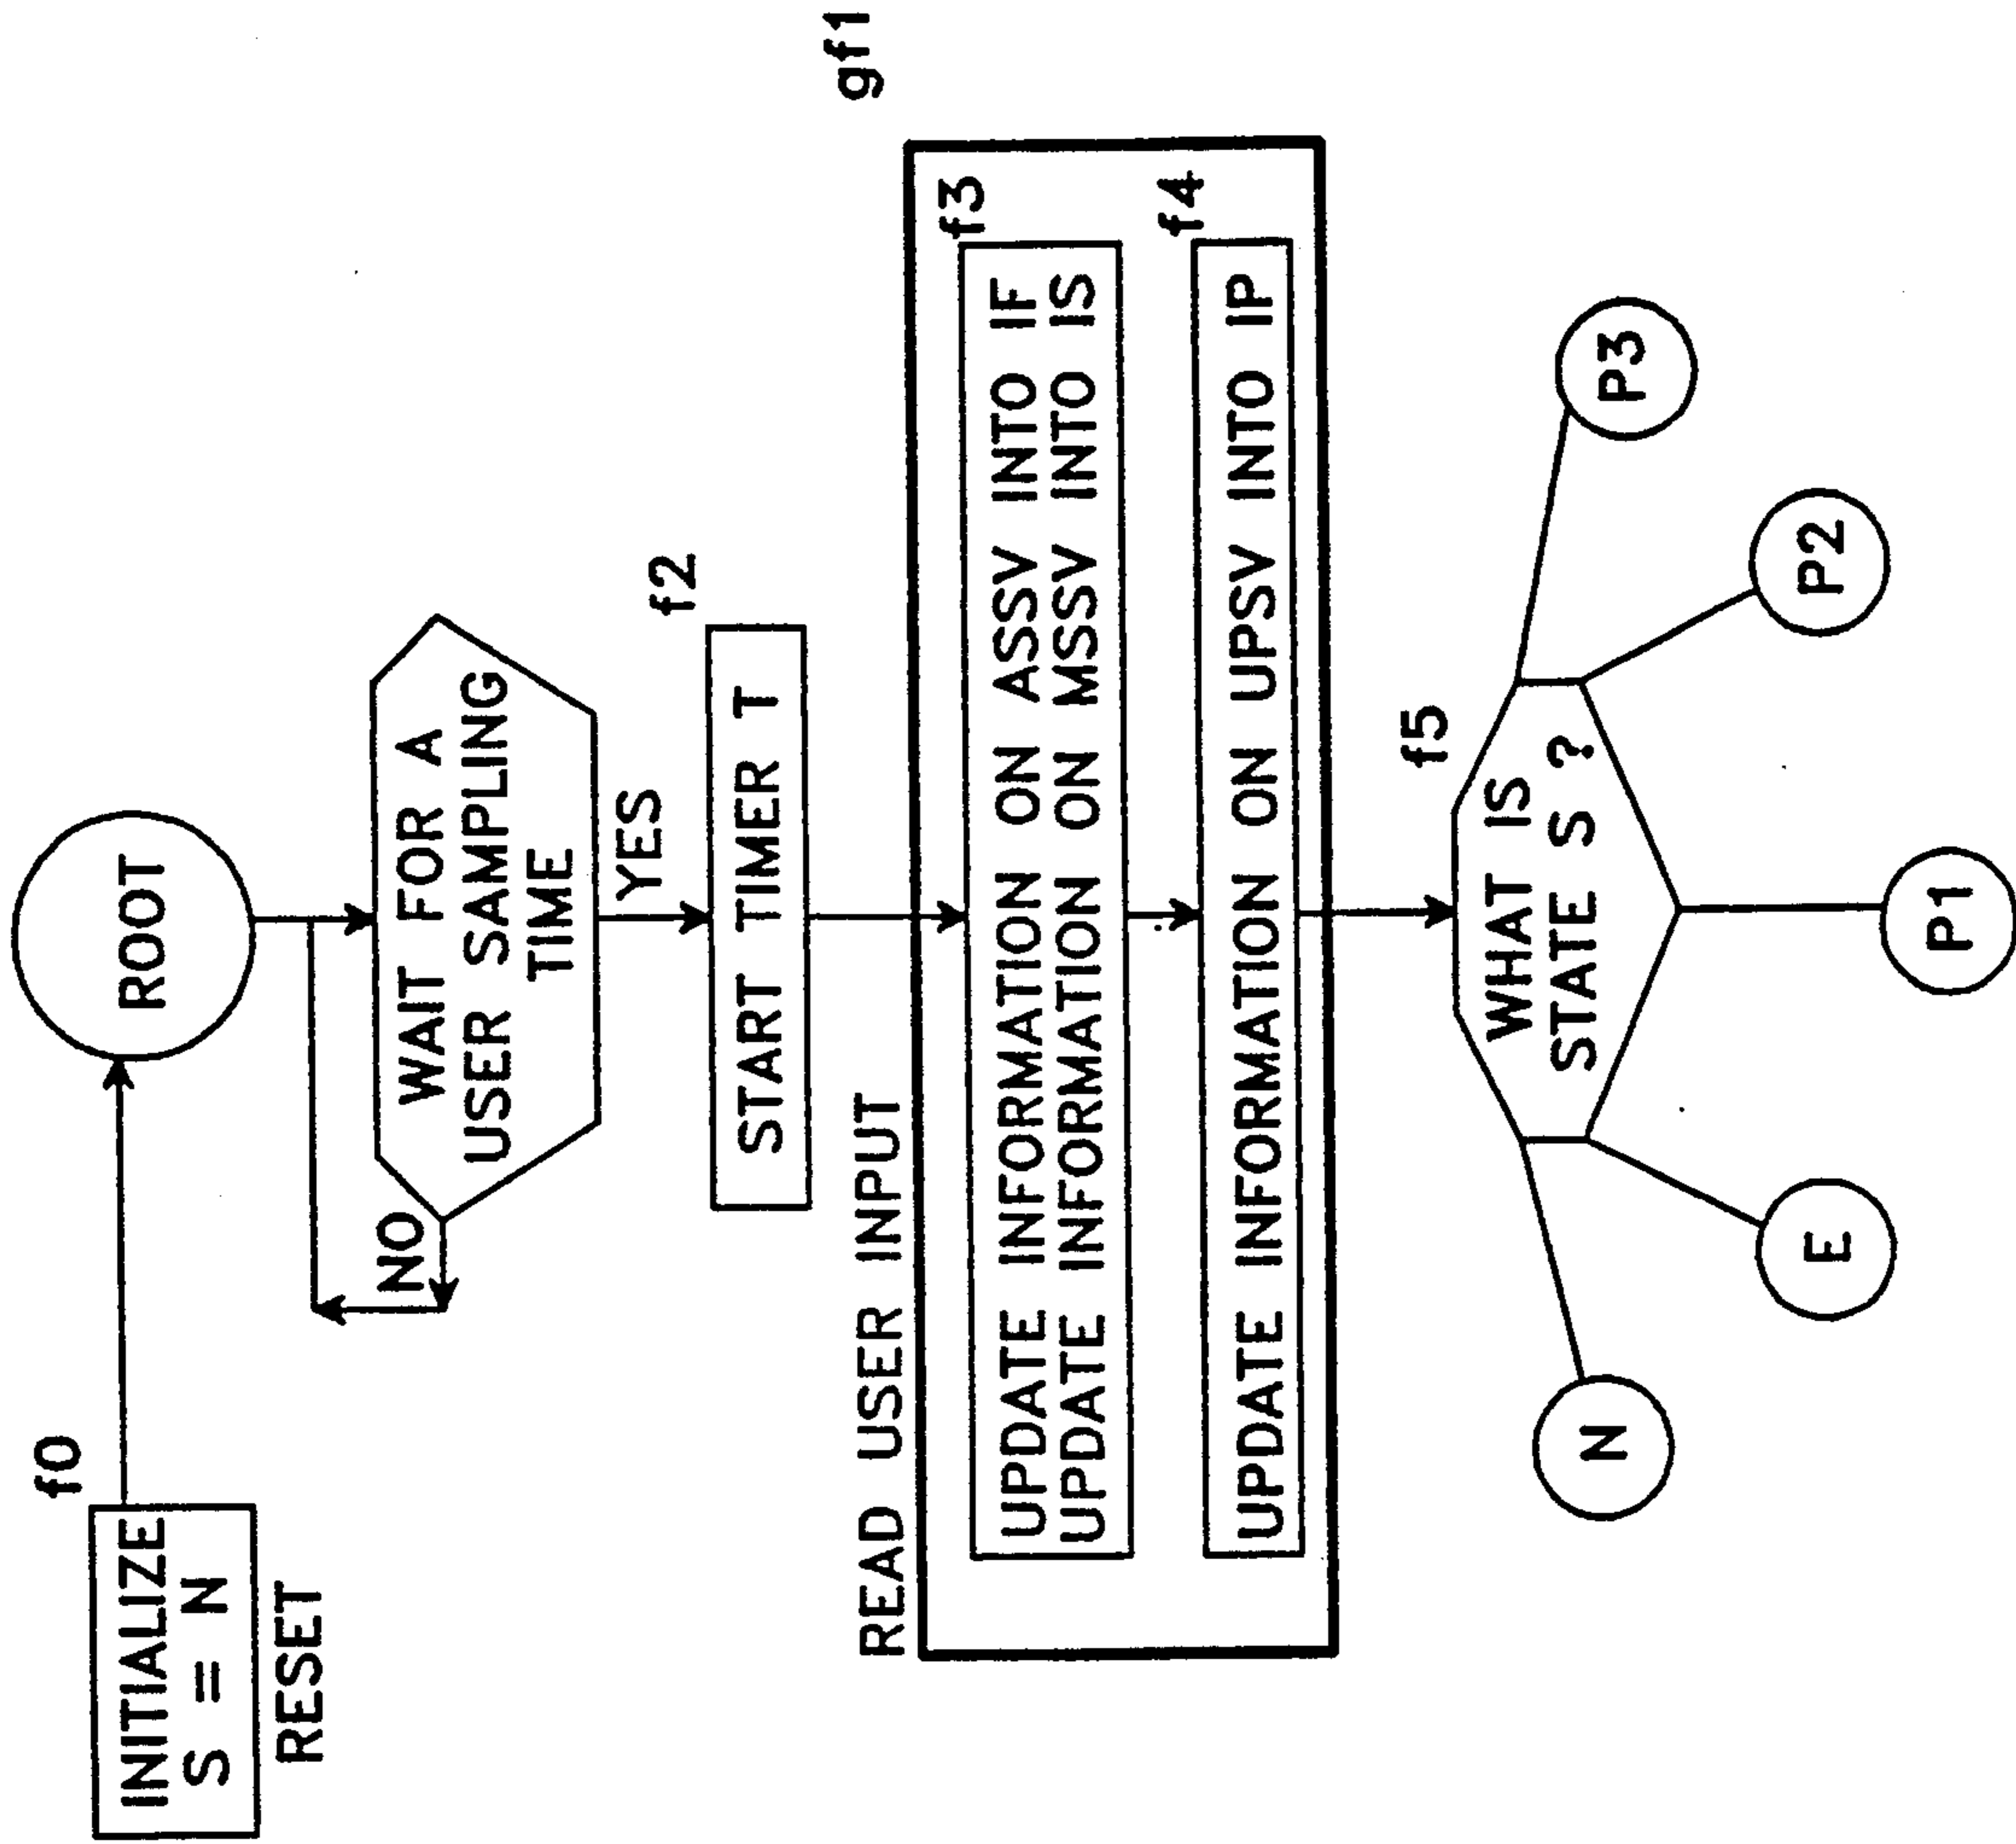 f0
INITIALIZE
S = N
RESET
ROOT
WAIT FOR A
USER SAMPLING
TIME
NO
YES
f2
START TIMER T
READ USER INPUT
gf1
f3
UPDATE INFORMATION ON ASSV INTO IF
UPDATE INFORMATION ON MSSV INTO IS
f4
UPDATE INFORMATION ON UPSV INTO IP
f5
WHAT IS
STATE S ?
N
E
P1
P2
P3